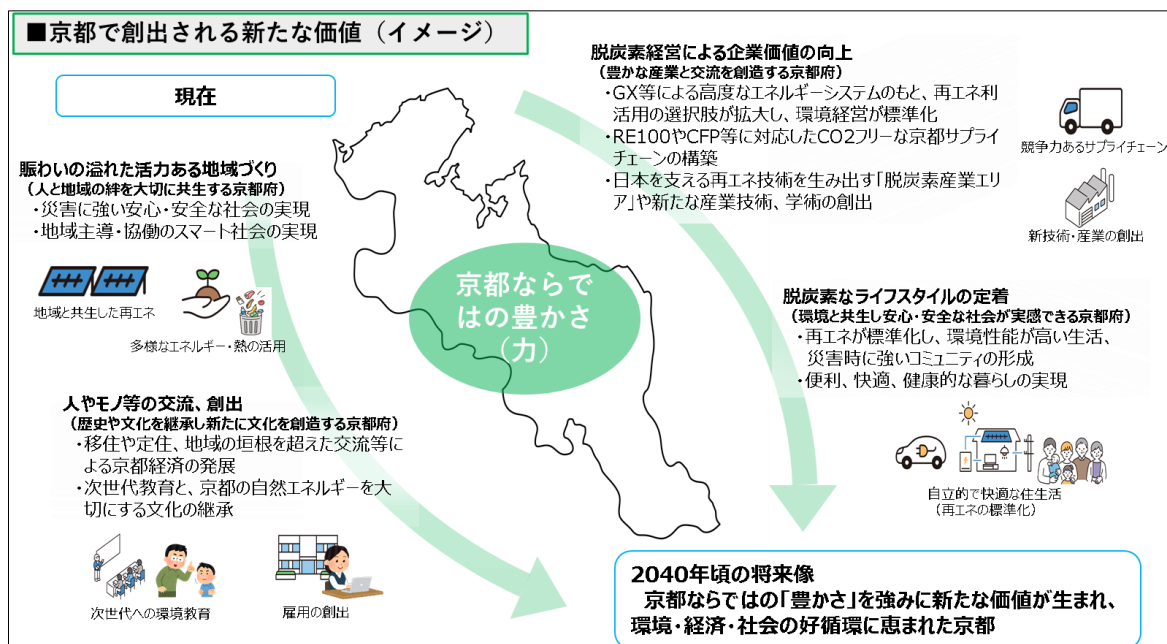 ■京都で創出される新たな価値（イメージ）
現在
賑わいの溢れた活力ある地域づくり
（人と地域の絆を大切に共生する京都府）
・災害に強い安心・安全な社会の実現
・地域主導・協働のスマート社会の実現
地域と共生した再エネ
多様なエネルギー・熱の活用
人やモノ等の交流、創出
（歴史や文化を継承し新たに文化を創造する京都府）
・移住や定住、地域の垣根を超えた交流等に
よる京都経済の発展
・次世代教育と、京都の自然エネルギーを大
切にする文化の継承
次世代への環境教育
雇用の創出
京都ならで
はの豊かさ
（力）
脱炭素経営による企業価値の向上
（豊かな産業と交流を創造する京都府）
・GX等による高度なエネルギーシステムのもと、再エネ利
活用の選択肢が拡大し、環境経営が標準化
・RE100やCFP等に対応したCO2フリーな京都サプライ
チェーンの構築
・日本を支える再エネ技術を生み出す「脱炭素産業エリ
ア」や新たな産業技術、学術の創出
競争力あるサプライチェーン
新技術・産業の創出
脱炭素なライフスタイルの定着
（環境と共生し安心・安全な社会が実感できる京都府）
・再エネが標準化し、環境性能が高い生活、
災害時に強いコミュニティの形成
・便利、快適、健康的な暮らしの実現
自立的で快適な住生活
（再エネの標準化）
2040年頃の将来像
京都ならではの「豊かさ」を強みに新たな価値が生まれ、
環境・経済・社会の好循環に恵まれた京都